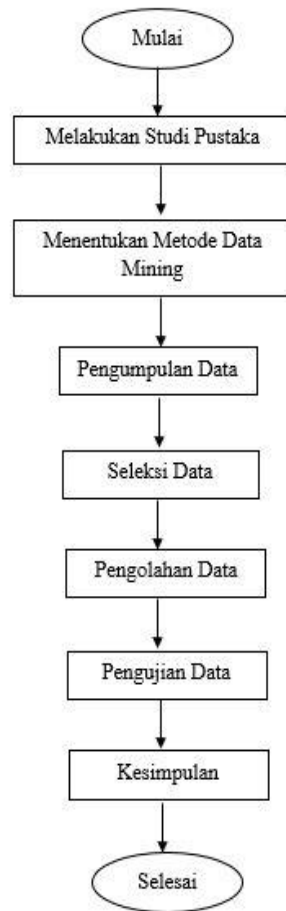 Mulai
Melakukan Studi Pustaka
Menentukan Metode Data
Mining
Pengumpulan Data
Seleksi Data
Pengolahan Data
Pengujian Data
Kesimpulan
Selesai